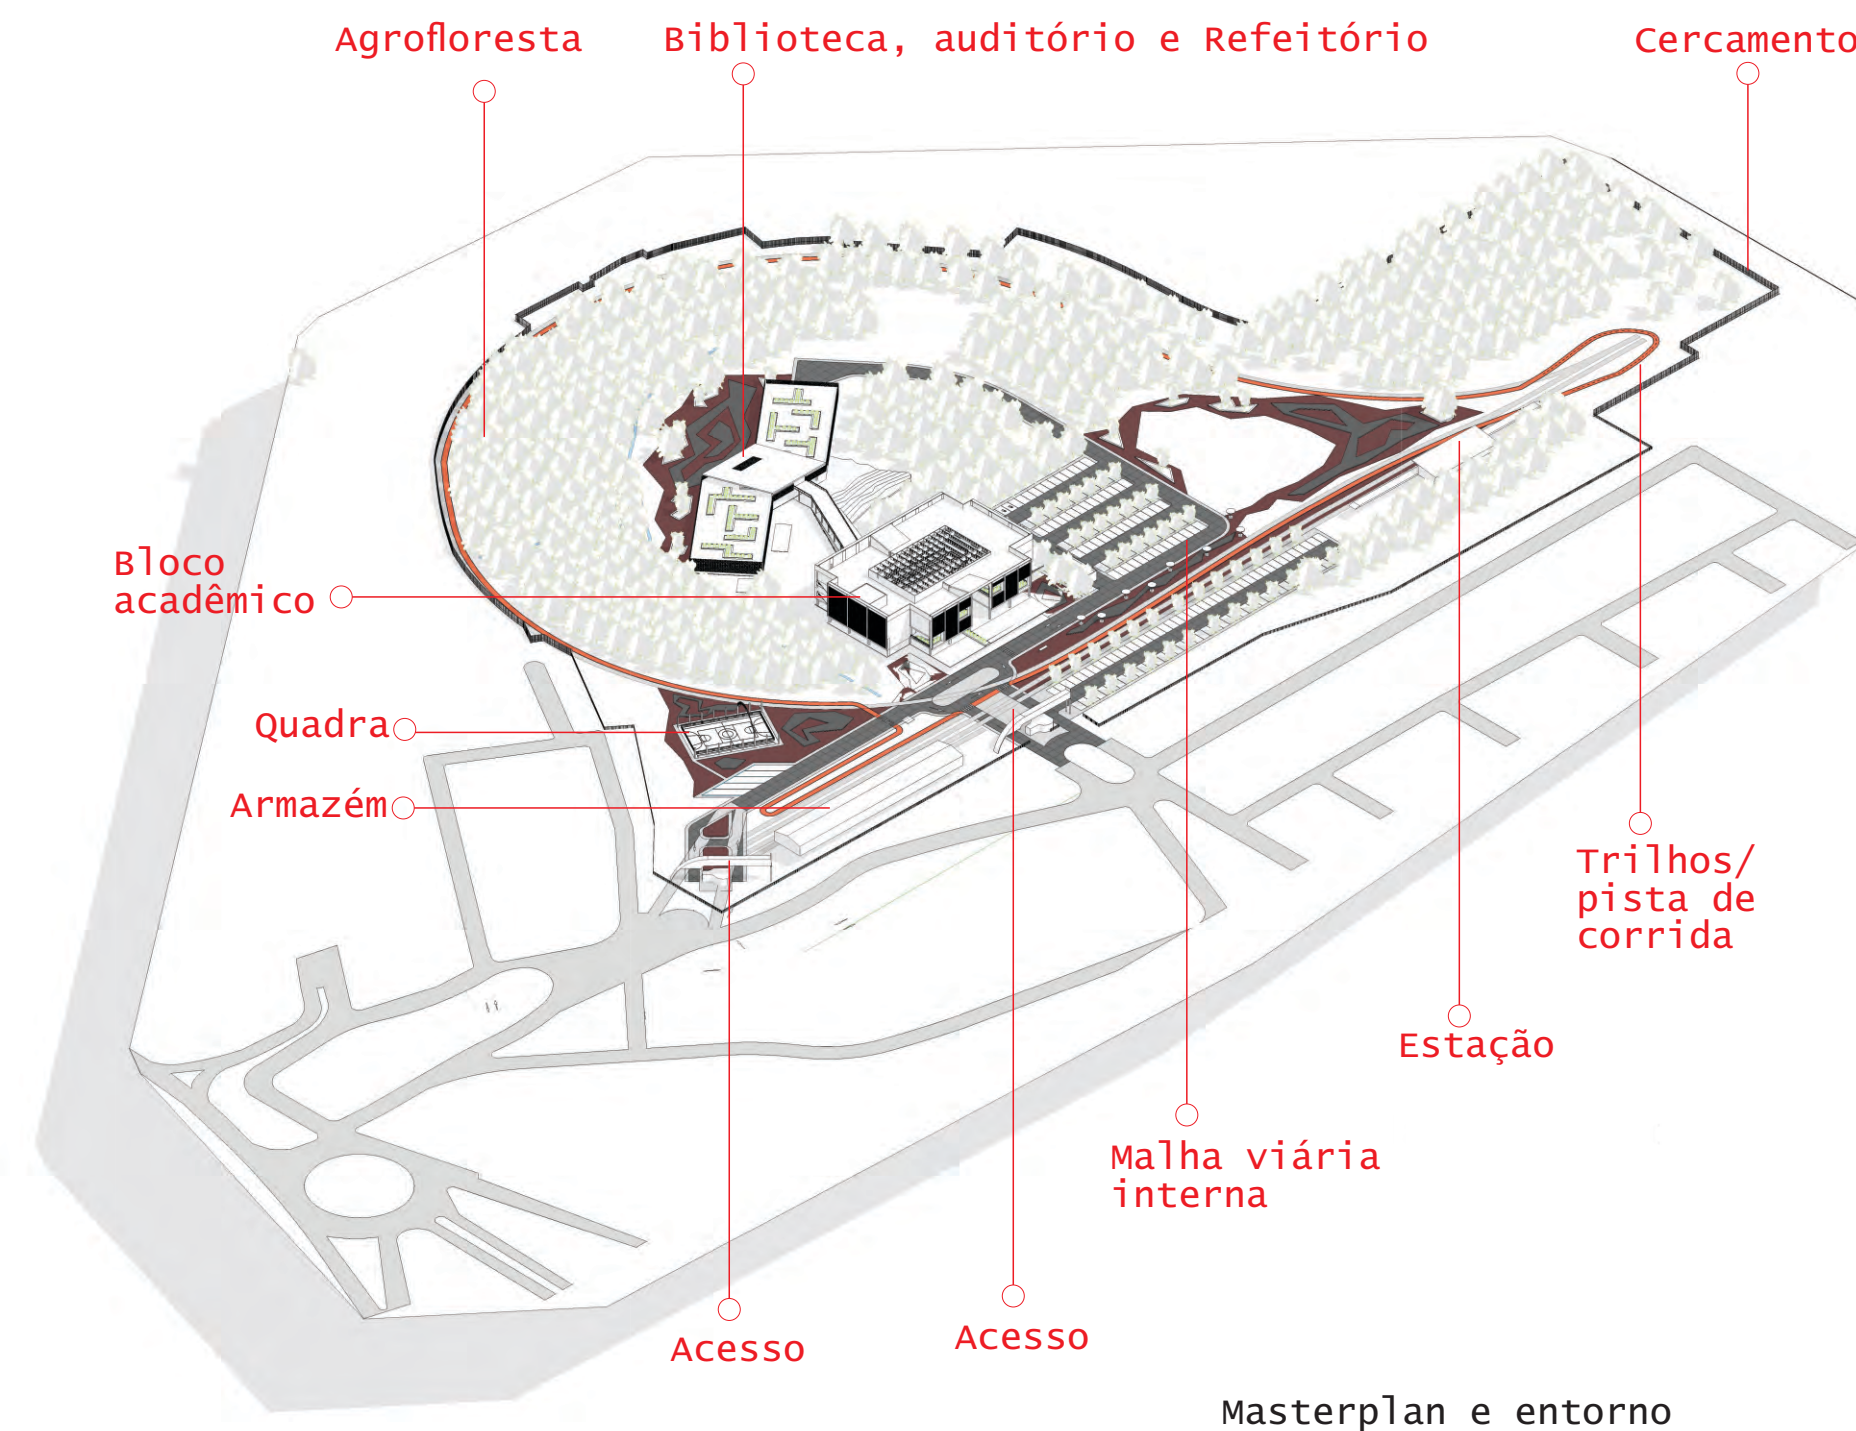 Agrofloresta
Biblioteca, auditório e Refeitório
Cercamento
Bloco
acadêmico
Quadra
Armazém
Trilhos/
pista de
corrida
Estação
Malha viária
interna
Acesso
Acesso
Masterplan e entorno